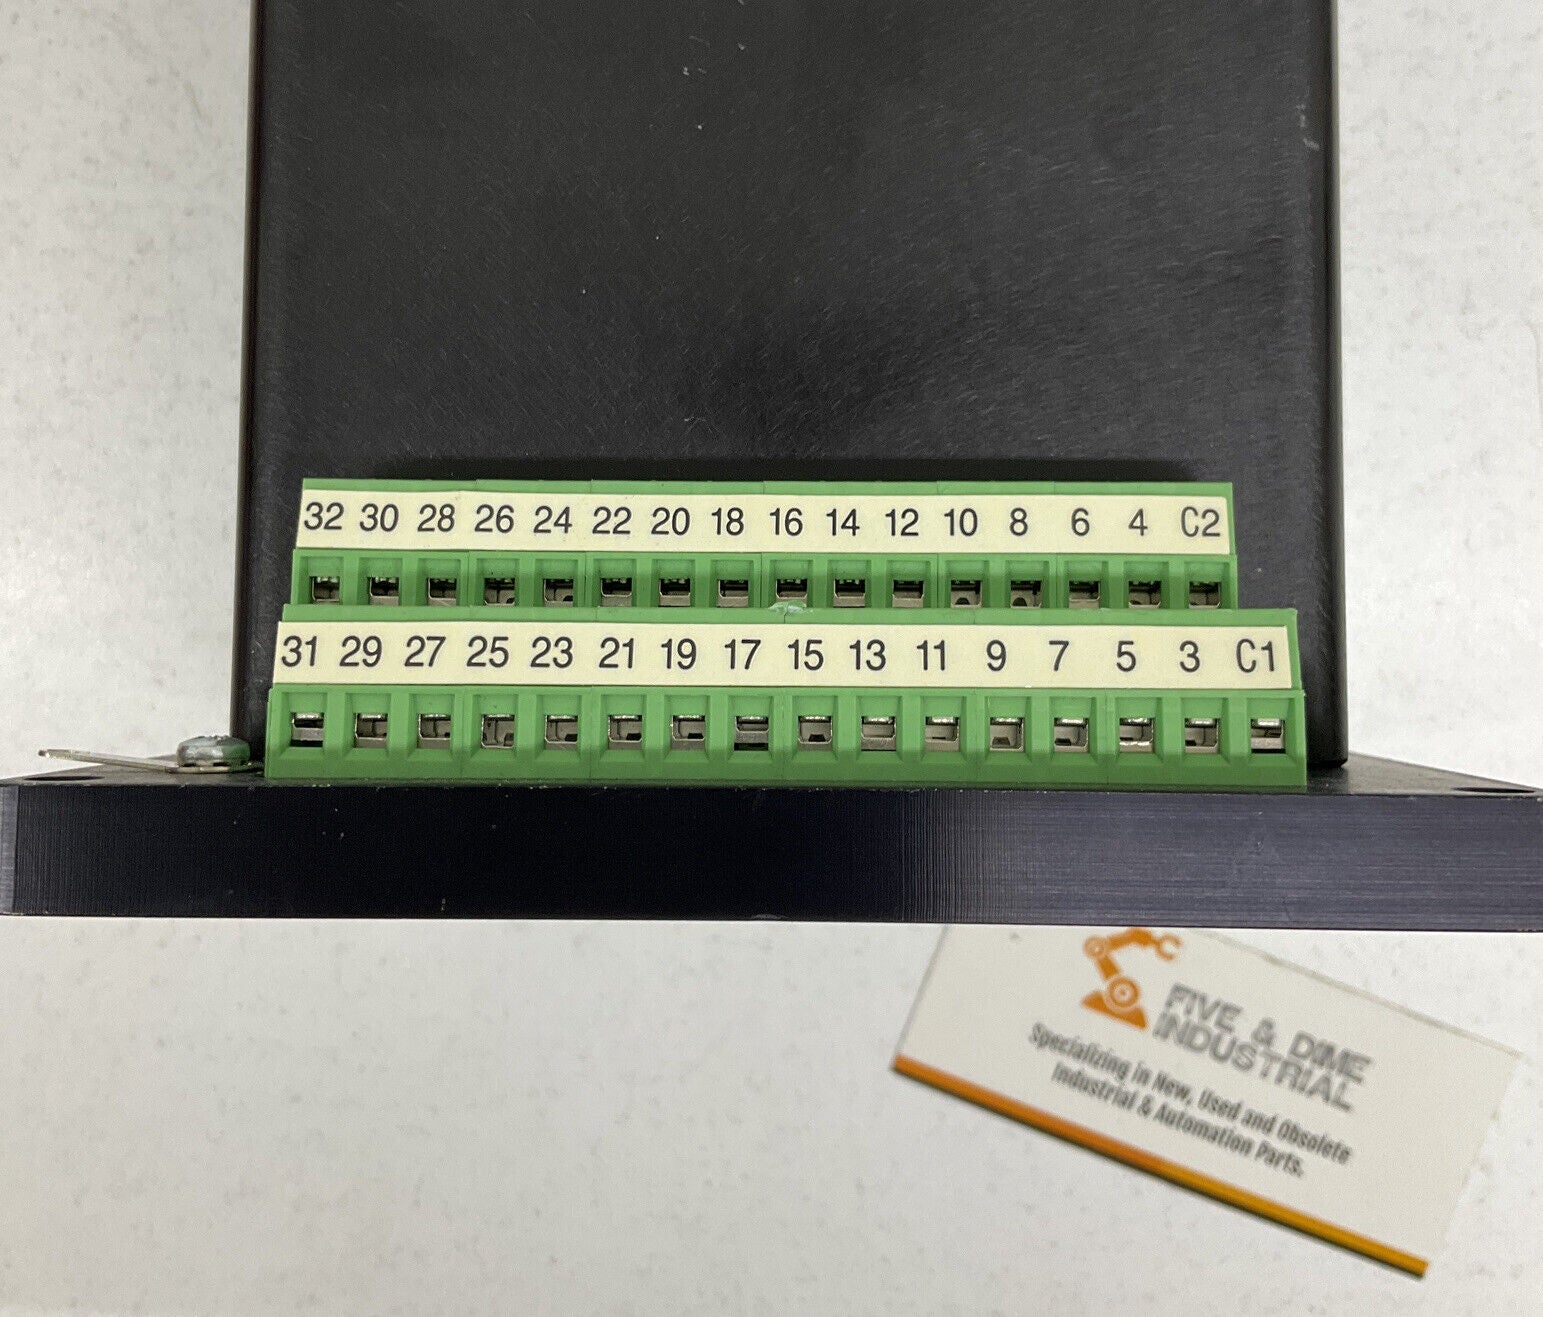 32 30 28 26 24 22 20 18 16 14 12 10 8 6 4 C2
31 29 27 25 23 21 19 17 15 13 11 9 7 5 3 C1
FIVE & DIME
INDUSTRIAL
Specializing in New, Used and Obsolete
Industrial & Automation Parts.